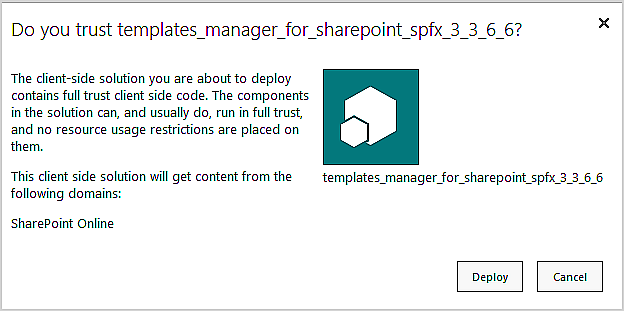 Do you trust templates_manager_for_sharepoint_spfx_3_3_6_6?
The client-side solution you are about to deploy
contains full trust client side code. The components
in the solution can, and usually do, run in full trust,
and no resource usage restrictions are placed on
them.
This client side solution will get content from the
following domains:
SharePoint Online
templates_manager_for_sharepoint_spfx_3_3_6_6
Deploy
Cancel